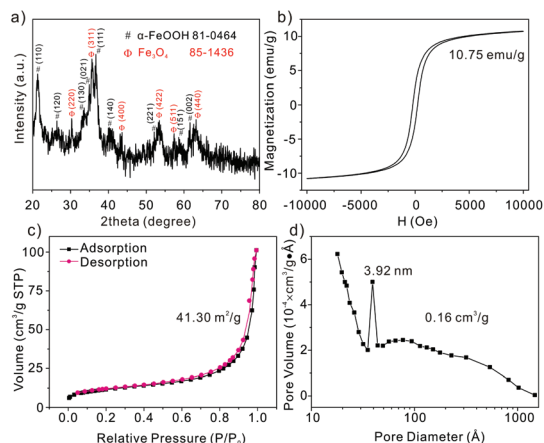 a)
# α-FeOOH 81-0464
Φ Fe₃O₄ 85-1436
# (110)
# (120)
Φ (220)
# (130)
# (021)
Φ (311)
# (111)
# (140)
Φ (400)
# (221)
Φ (422)
Φ (511)
# (151)
# (002)
Φ (440)
Intensity (a.u.)
20 30 40 50 60 70 80
2theta (degree)
b)
10.75 emu/g
Magnetization (emu/g)
10
5
0
-5
-10
-10000 -5000 0 5000 10000
H (Oe)
c)
Adsorption
Desorption
41.30 m²/g
Volume (cm³/g STP)
100
75
50
25
0
0.0 0.2 0.4 0.6 0.8 1.0
Relative Pressure (P/P₀)
d)
3.92 nm
0.16 cm³/g
Pore Volume (10⁻⁴×cm³/g•Å)
7
6
5
4
3
2
1
0
10 100 1000
Pore Diameter (Å)